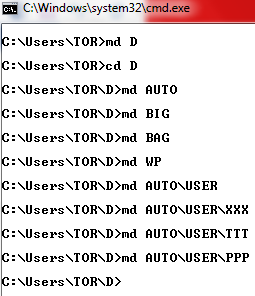 C:\Windows\system32\cmd.exe
C:\Users\TOR>md D
C:\Users\TOR>cd D
C:\Users\TOR\D>md AUTO
C:\Users\TOR\D>md BIG
C:\Users\TOR\D>md BAG
C:\Users\TOR\D>md WP
C:\Users\TOR\D>md AUTO\USER
C:\Users\TOR\D>md AUTO\USER\XXX
C:\Users\TOR\D>md AUTO\USER\TTT
C:\Users\TOR\D>md AUTO\USER\PPP
C:\Users\TOR\D>